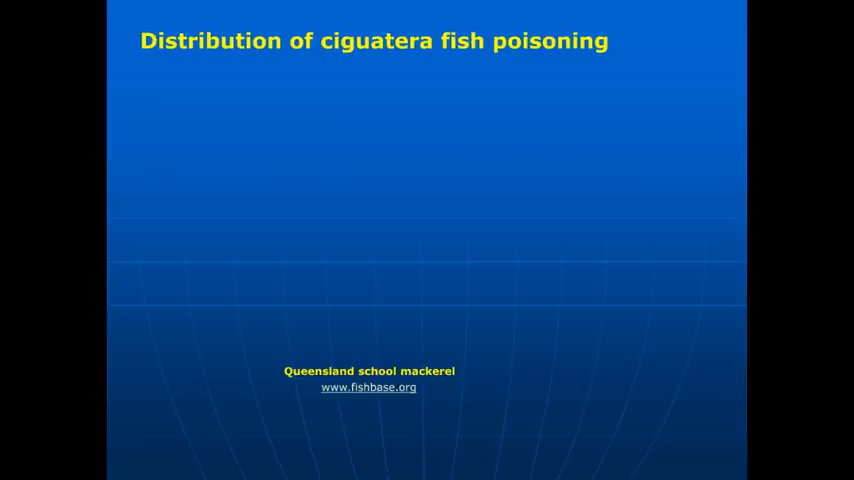 Distribution of ciguatera fish poisoning
Queensland school mackerel
www.fishbase.org